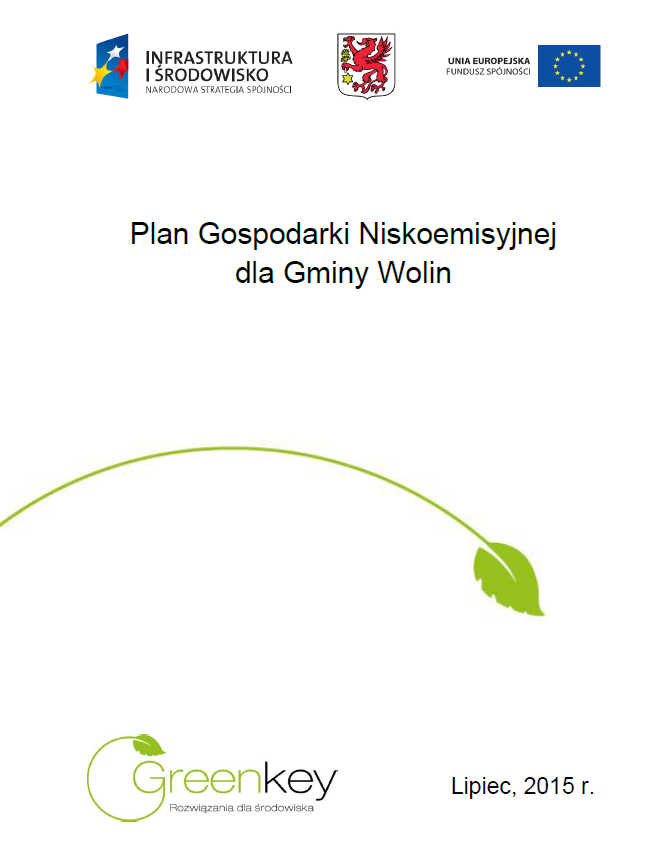 INFRASTRUKTURA
I ŚRODOWISKO
NARODOWA STRATEGIA SPÓJNOŚCI
UNIA EUROPEJSKA
FUNDUSZ SPÓJNOŚCI
Plan Gospodarki Niskoemisyjnej
dla Gminy Wolin
Greenkey
Rozwiązania dla środowiska
Lipiec, 2015 r.